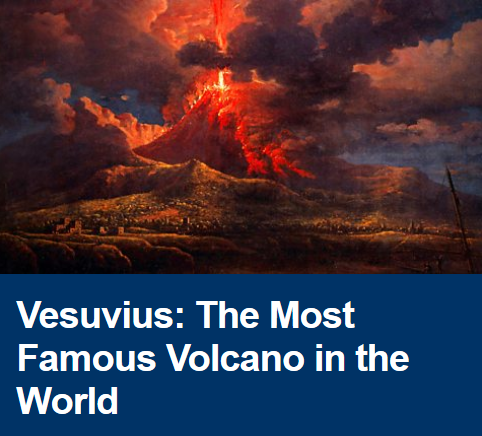 Vesuvius: The Most
Famous Volcano in the
World